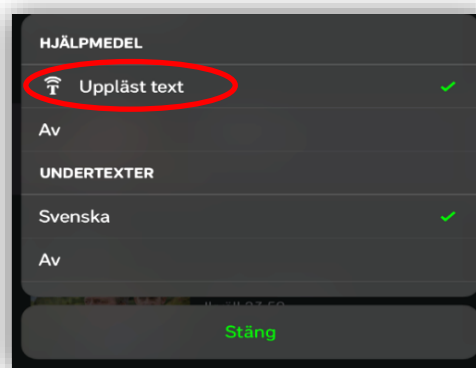 HJÄLPMEDEL
Uppläst text
Av
UNDERTEXTER
Svenska
Av
Stäng